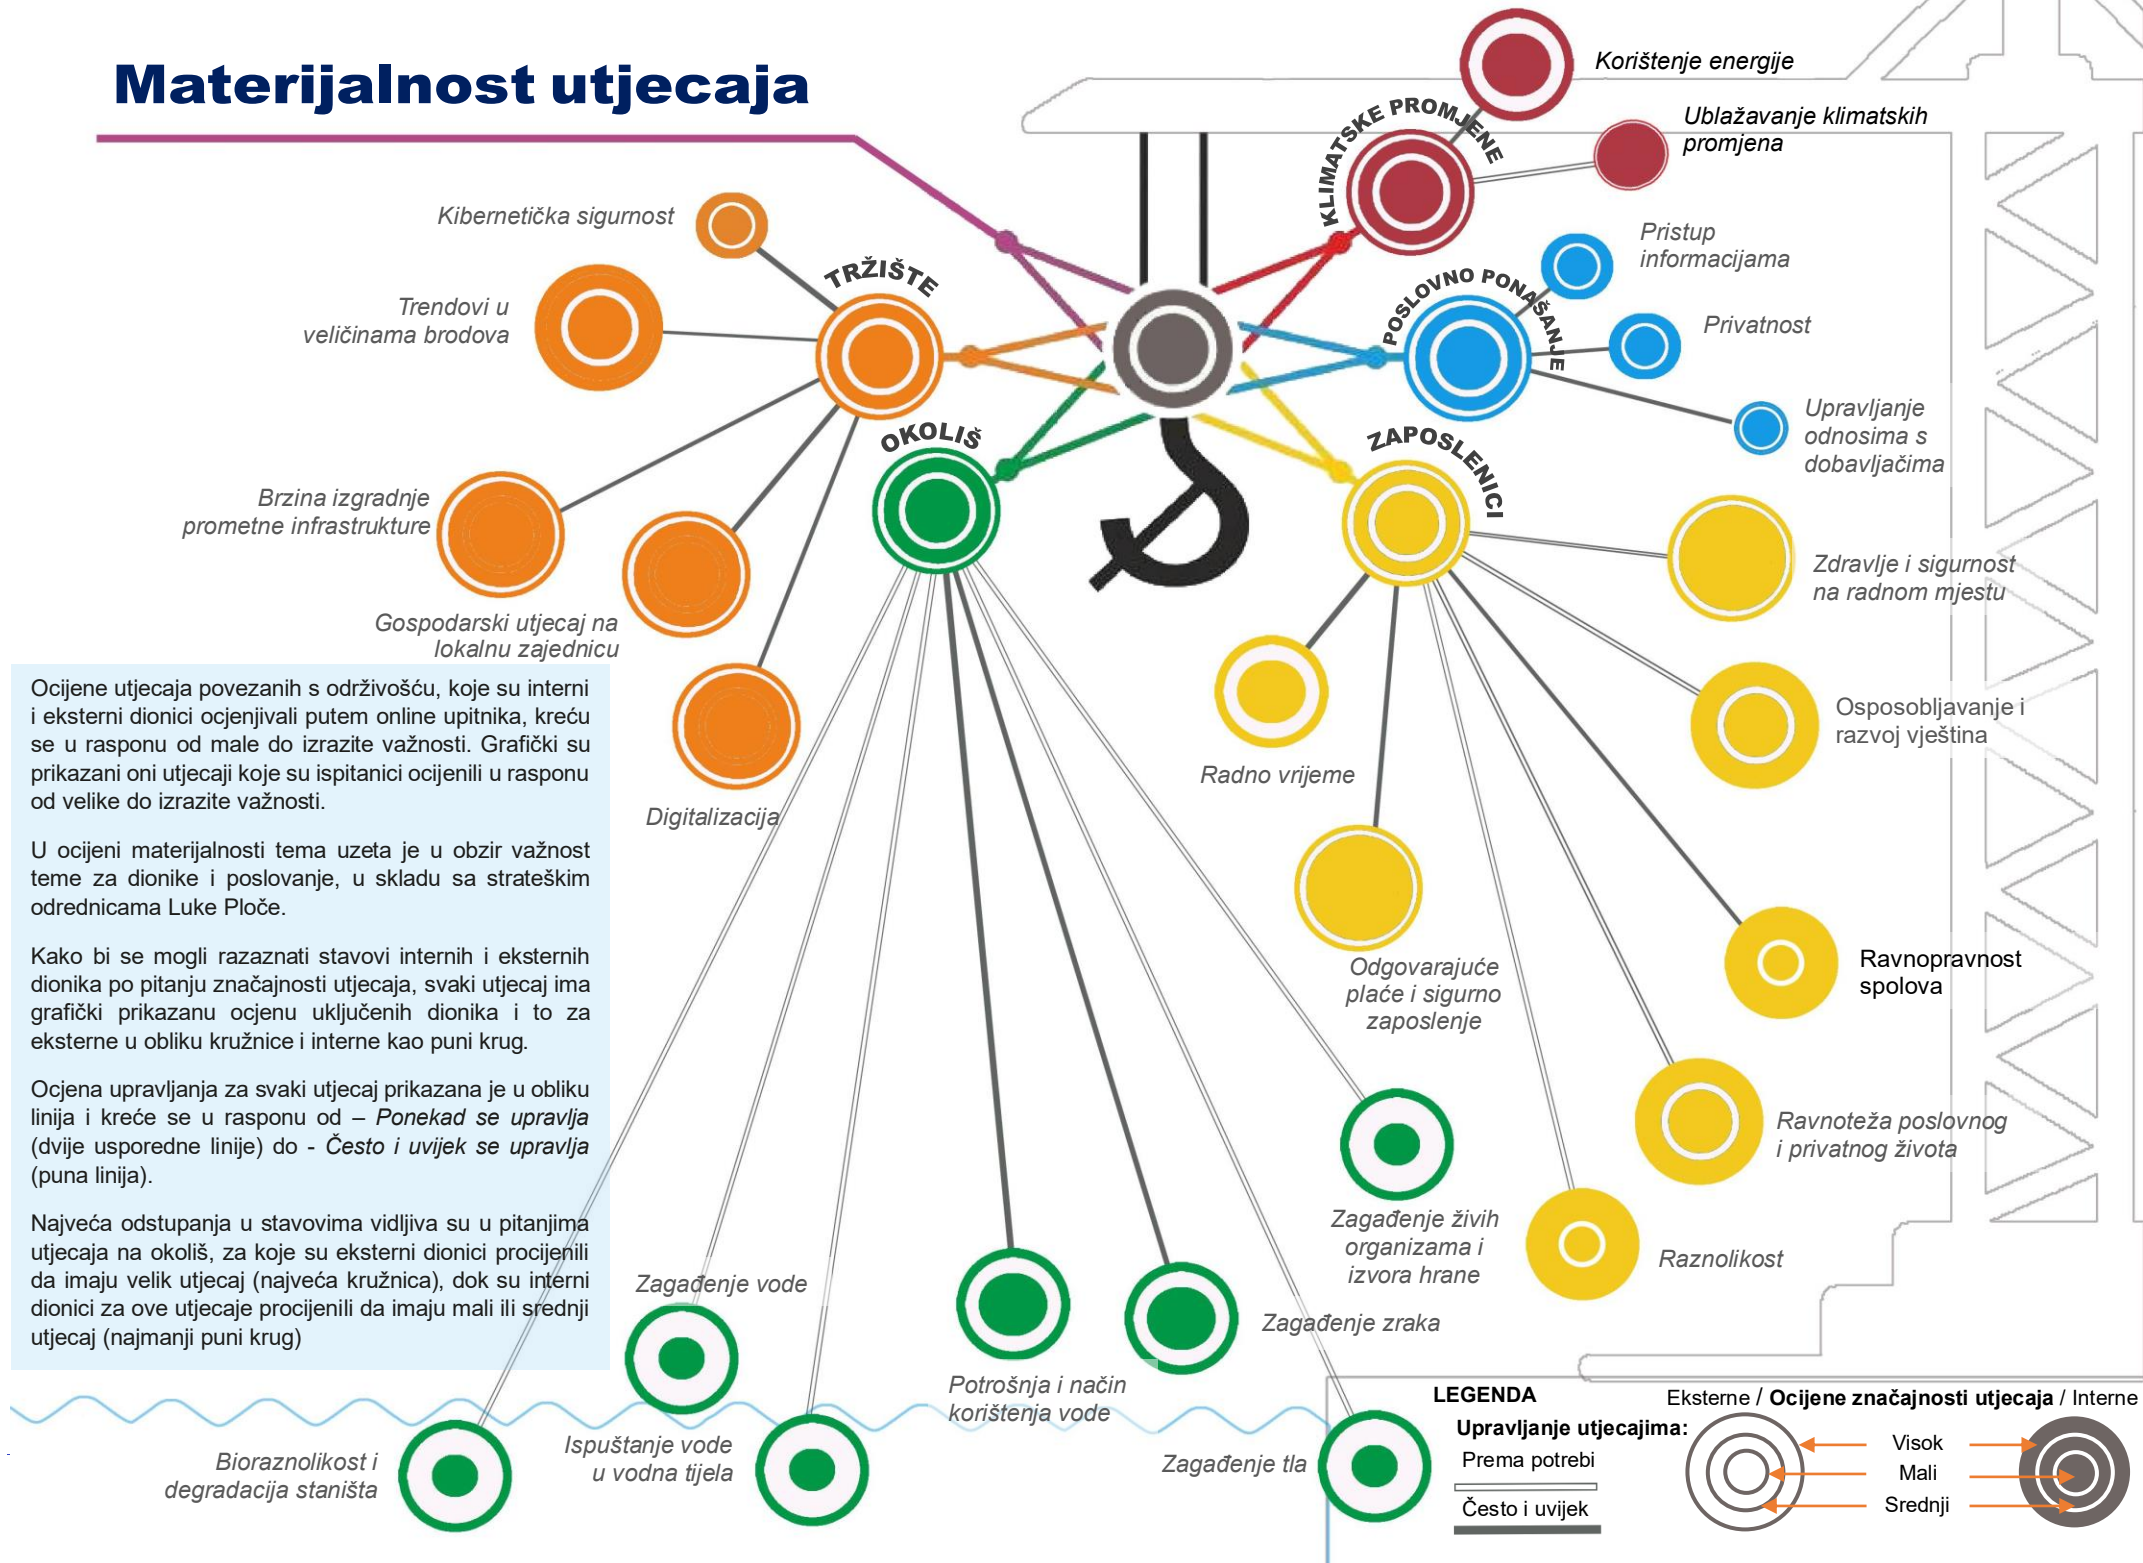 Materijalnost utjecaja
Korištenje energije
Ublažavanje klimatskih
promjena
KLIMATSKE PROMJENE
Kibernetička sigurnost
Pristup
informacijama
TRŽIŠTE
POSLOVNO PONAŠANJE
Trendovi u
veličinama brodova
Privatnost
Upravljanje
odnosima s
dobavljačima
OKOLIŠ
ZAPOSLENICI
Brzina izgradnje
prometne infrastrukture
Zdravlje i sigurnost
na radnom mjestu
Gospodarski utjecaj na
lokalnu zajednicu
Osposobljavanje i
razvoj vještina
Radno vrijeme
Digitalizacija
Ocijene utjecaja povezanih s održivošću, koje su interni
i eksterni dionici ocjenjivali putem online upitnika, kreću
se u rasponu od male do izrazite važnosti. Grafički su
prikazani oni utjecaji koje su ispitanici ocijenili u rasponu
od velike do izrazite važnosti.
U ocijeni materijalnosti tema uzeta je u obzir važnost
teme za dionike i poslovanje, u skladu sa strateškim
odrednicama Luke Ploče.
Kako bi se mogli razaznati stavovi internih i eksternih
dionika po pitanju značajnosti utjecaja, svaki utjecaj ima
grafički prikazanu ocjenu uključenih dionika i to za
eksterne u obliku kružnice i interne kao puni krug.
Ocjena upravljanja za svaki utjecaj prikazana je u obliku
linija i kreće se u rasponu od – Ponekad se upravlja
(dvije usporedne linije) do - Često i uvijek se upravlja
(puna linija).
Najveća odstupanja u stavovima vidljiva su u pitanjima
utjecaja na okoliš, za koje su eksterni dionici procijenili
da imaju velik utjecaj (najveća kružnica), dok su interni
dionici za ove utjecaje procijenili da imaju mali ili srednji
utjecaj (najmanji puni krug)
Odgovarajuće
plaće i sigurno
zaposlenje
Ravnopravnost
spolova
Ravnoteža poslovnog
i privatnog života
Zagađenje živih
organizama i
izvora hrane
Raznolikost
Zagađenje vode
Zagađenje zraka
Potrošnja i način
korištenja vode
Ispuštanje vode
u vodna tijela
Bioraznolikost i
degradacija staništa
Zagađenje tla
LEGENDA
Upravljanje utjecajima:
Prema potrebi
Često i uvijek
Eksterne / Ocijene značajnosti utjecaja / Interne
Visok
Mali
Srednji